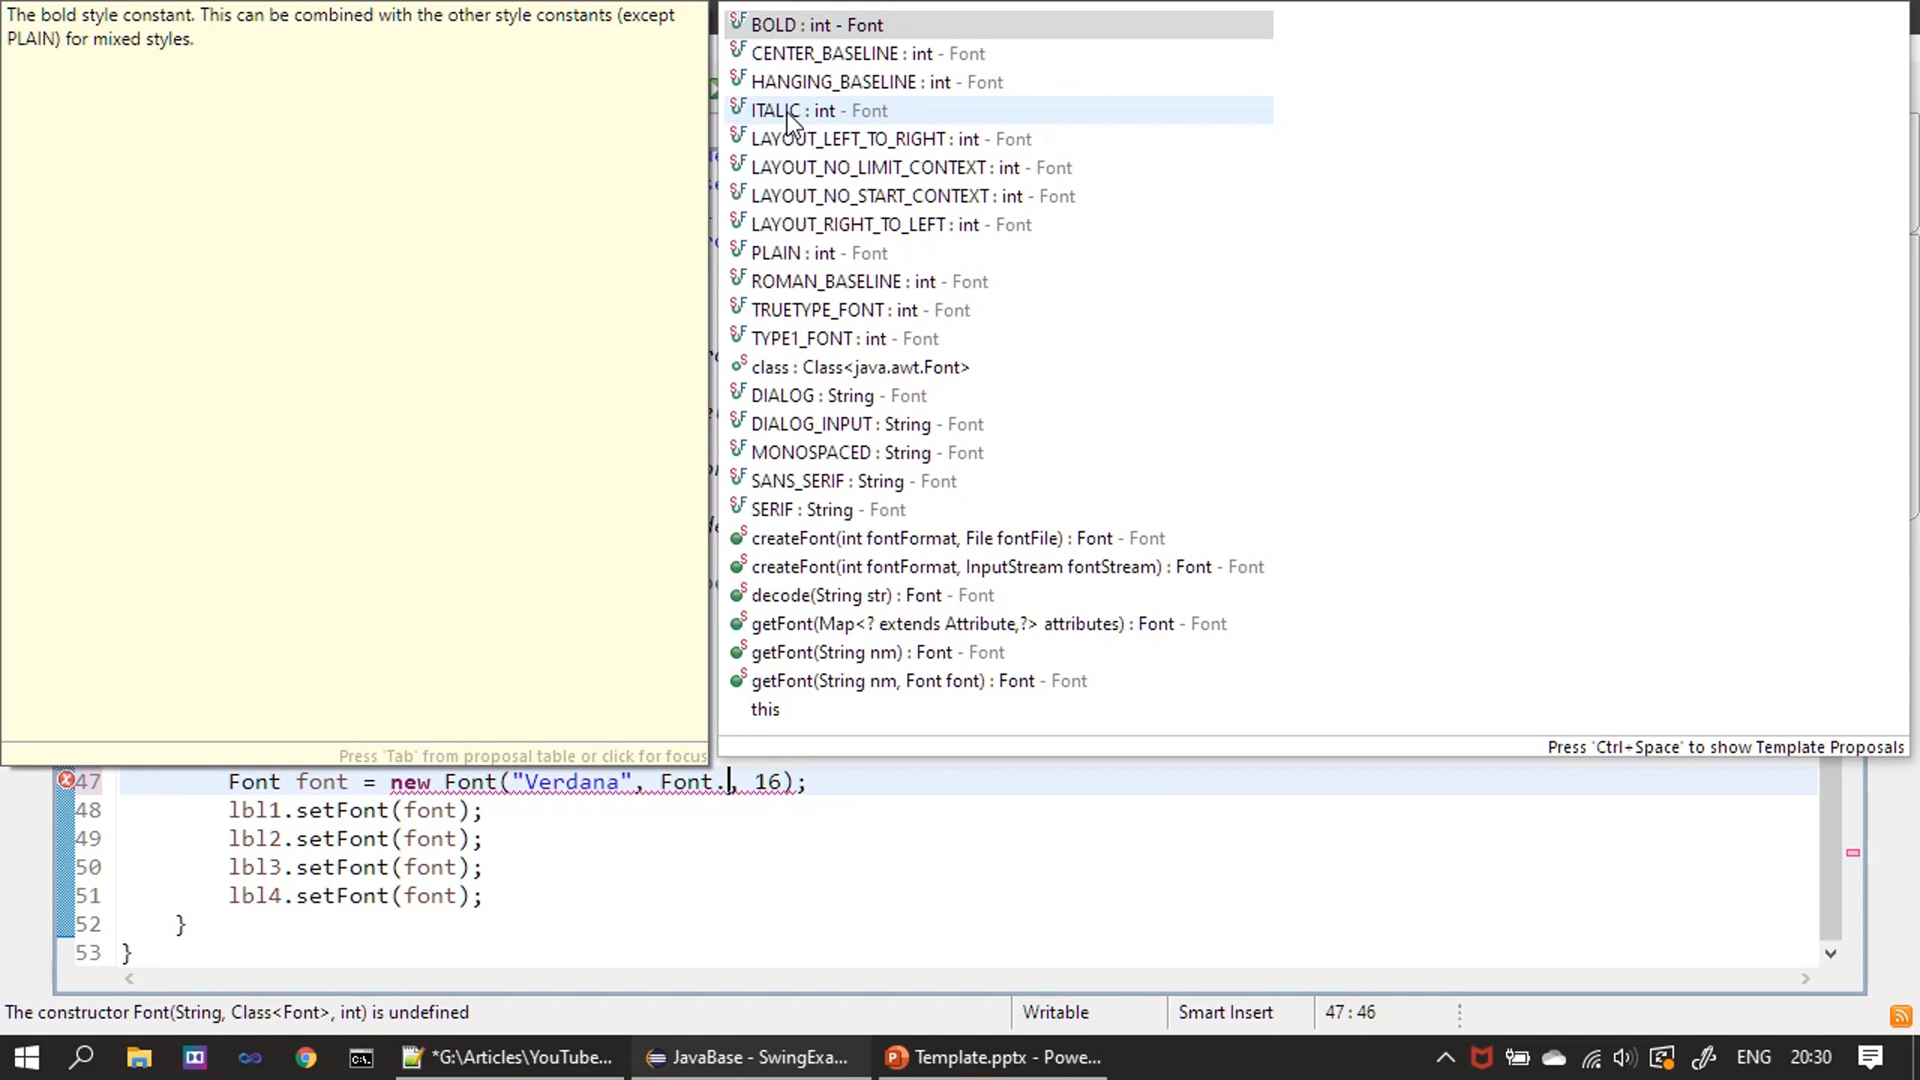 The bold style constant. This can be combined with the other style constants (except
PLAIN) for mixed styles.
Press 'Tab' from proposal table or click for focus
BOLD : int - Font
CENTER_BASELINE : int - Font
HANGING_BASELINE : int - Font
ITALIC : int - Font
LAYOUT_LEFT_TO_RIGHT : int - Font
LAYOUT_NO_LIMIT_CONTEXT : int - Font
LAYOUT_NO_START_CONTEXT : int - Font
LAYOUT_RIGHT_TO_LEFT : int - Font
PLAIN : int - Font
ROMAN_BASELINE : int - Font
TRUETYPE_FONT : int - Font
TYPE1_FONT : int - Font
class : Class<java.awt.Font>
DIALOG : String - Font
DIALOG_INPUT : String - Font
MONOSPACED : String - Font
SANS_SERIF : String - Font
SERIF : String - Font
createFont(int fontFormat, File fontFile) : Font - Font
createFont(int fontFormat, InputStream fontStream) : Font - Font
decode(String str) : Font - Font
getFont(Map<? extends Attribute,?> attributes) : Font - Font
getFont(String nm) : Font - Font
getFont(String nm, Font font) : Font - Font
this
Press 'Ctrl+Space' to show Template Proposals
47 Font font = new Font("Verdana", Font., 16);
48 lbl1.setFont(font);
49 lbl2.setFont(font);
50 lbl3.setFont(font);
51 lbl4.setFont(font);
52 }
53 }
The constructor Font(String, Class<Font>, int) is undefined
Writable
Smart Insert
47 : 46
*G:\Articles\YouTube...
JavaBase - SwingExa...
Template.pptx - Powe...
ENG
20:30